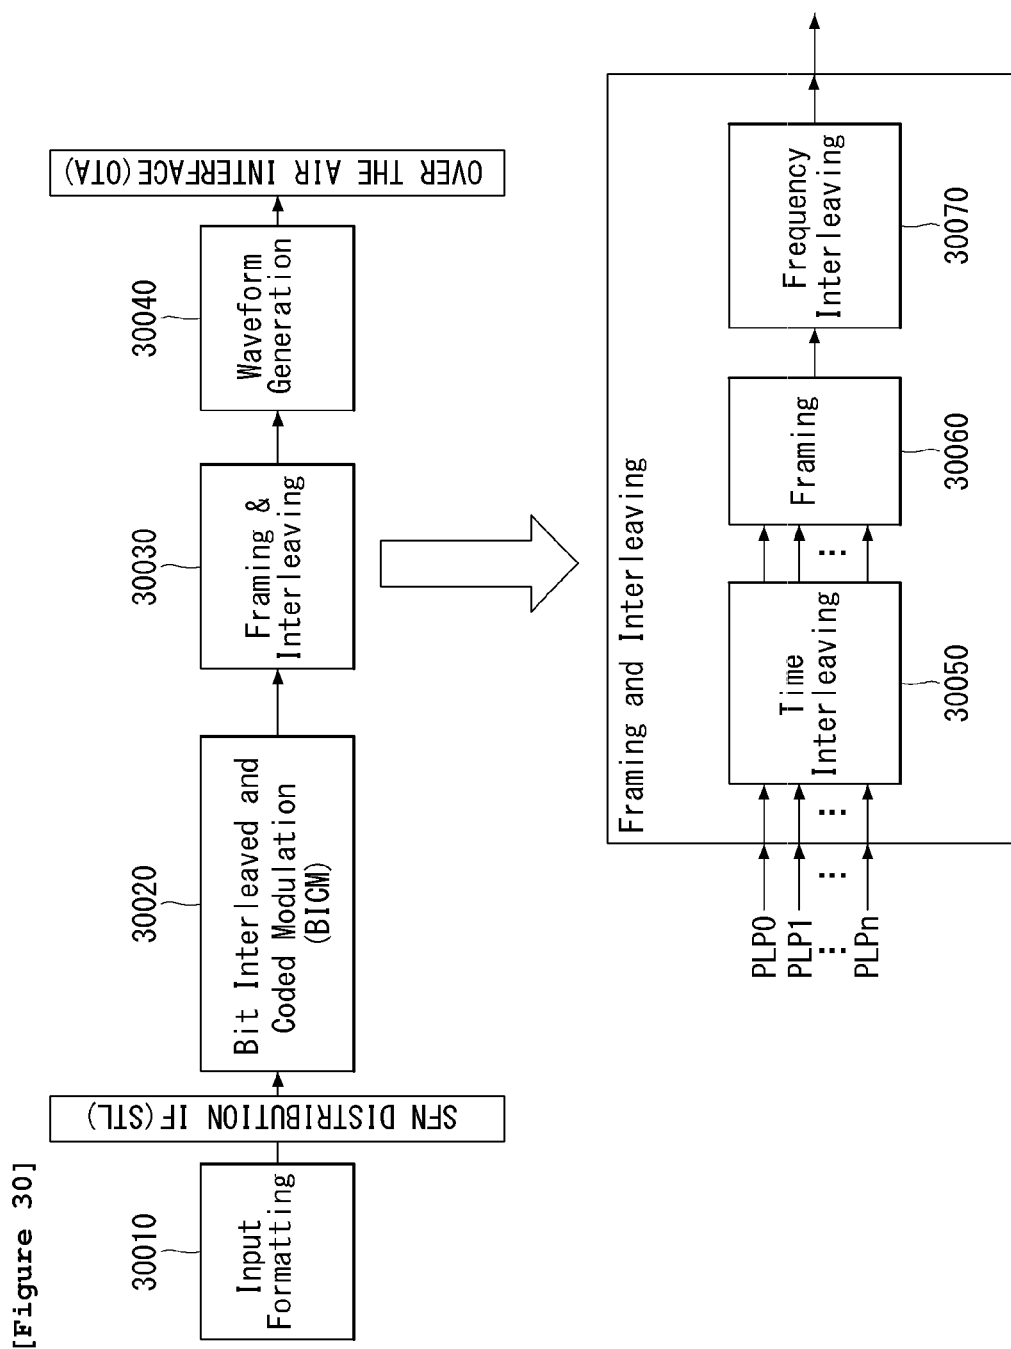 [Figure 30]
30010
Input
Formatting
SFN DISTRIBUTION IF(STL)
30020
Bit Interleaved and
Coded Modulation
(BICM)
30030
Framing &
Interleaving
30040
Waveform
Generation
OVER THE AIR INTERFACE(OTA)
Framing and Interleaving
PLP0
PLP1
...
PLPn
...
...
Time
Interleaving
30050
...
Framing
30060
Frequency
Interleaving
30070